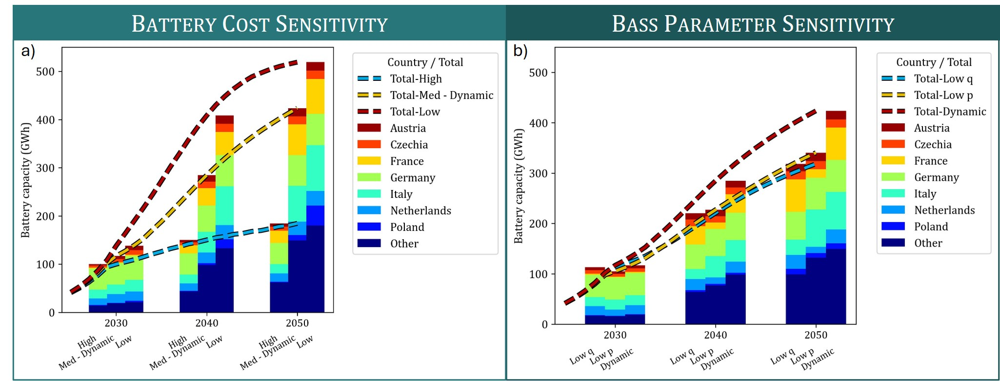 BATTERY COST SENSITIVITY
BASS PARAMETER SENSITIVITY
a)
Battery capacity (GWh)
500
400
300
200
100
0
2030
2040
2050
High
Med - Dynamic
Low
High
Med - Dynamic
Low
High
Med - Dynamic
Low
Country / Total
Total-High
Total-Med - Dynamic
Total-Low
Austria
Czechia
France
Germany
Italy
Netherlands
Poland
Other
b)
Battery capacity (GWh)
500
400
300
200
100
0
2030
2040
2050
Low q
Low p
Dynamic
Low q
Low p
Dynamic
Low q
Low p
Dynamic
Country / Total
Total-Low q
Total-Low p
Total-Dynamic
Austria
Czechia
France
Germany
Italy
Netherlands
Poland
Other